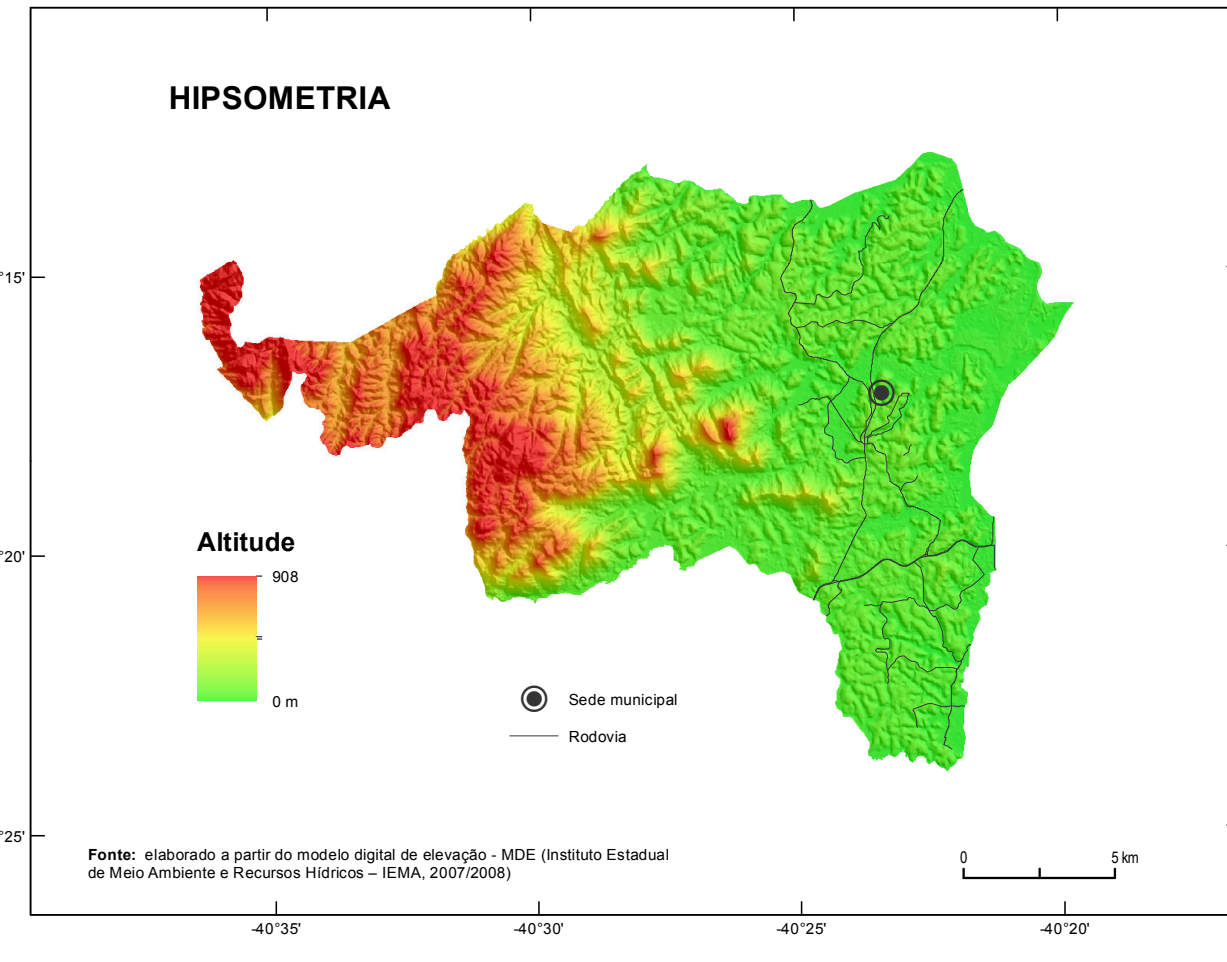 HIPSOMETRIA
°15'
°20'
°25'
Altitude
908
0 m
Sede municipal
Rodovia
Fonte: elaborado a partir do modelo digital de elevação - MDE (Instituto Estadual
de Meio Ambiente e Recursos Hídricos – IEMA, 2007/2008)
0 5 km
-40°35' -40°30' -40°25' -40°20'